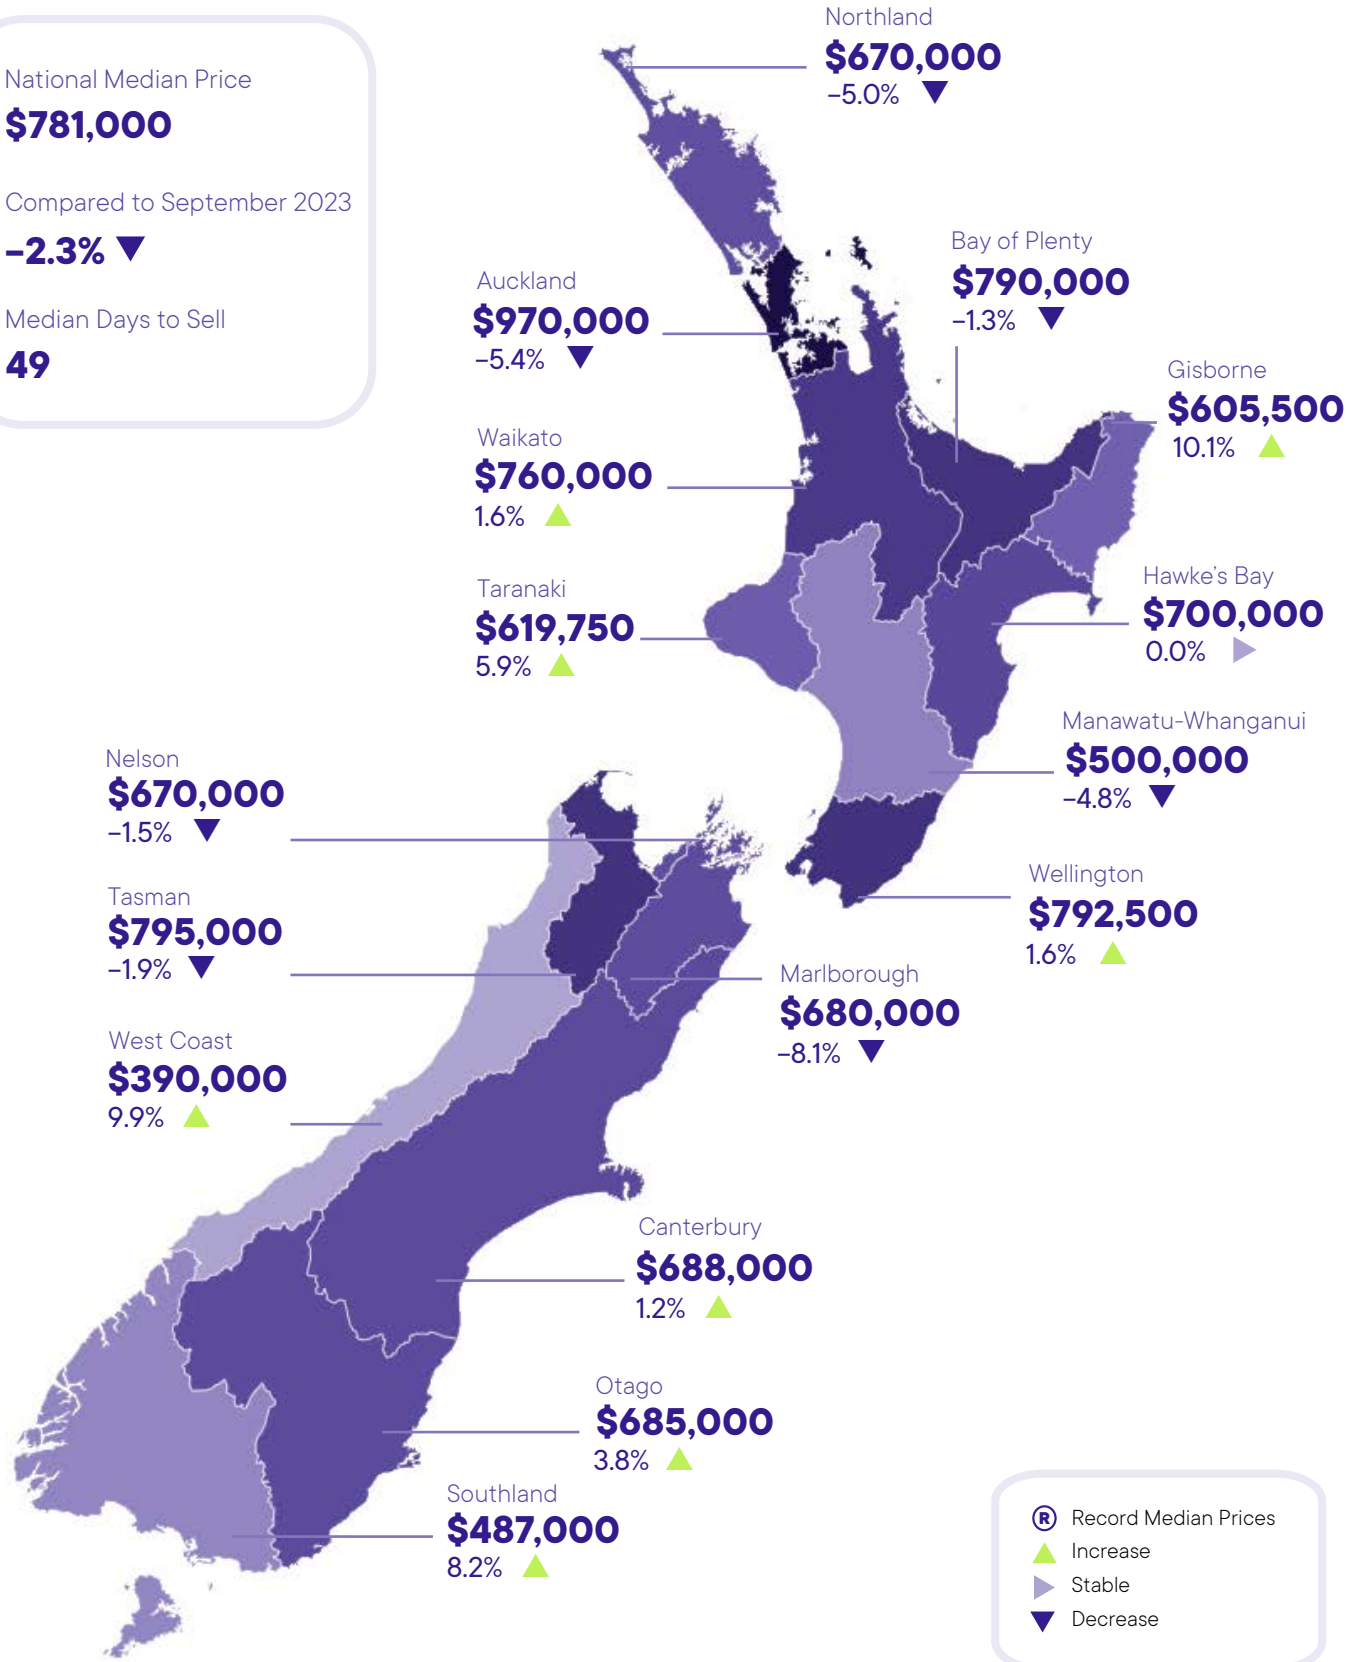 National Median Price
$781,000
Compared to September 2023
–2.3%
Median Days to Sell
49
Northland
$670,000
–5.0%
Auckland
$970,000
–5.4%
Bay of Plenty
$790,000
–1.3%
Gisborne
$605,500
10.1%
Waikato
$760,000
1.6%
Taranaki
$619,750
5.9%
Hawke's Bay
$700,000
0.0%
Manawatu-Whanganui
$500,000
–4.8%
Nelson
$670,000
–1.5%
Wellington
$792,500
1.6%
Tasman
$795,000
–1.9%
Marlborough
$680,000
–8.1%
West Coast
$390,000
9.9%
Canterbury
$688,000
1.2%
Otago
$685,000
3.8%
Southland
$487,000
8.2%
R Record Median Prices
Increase
Stable
Decrease